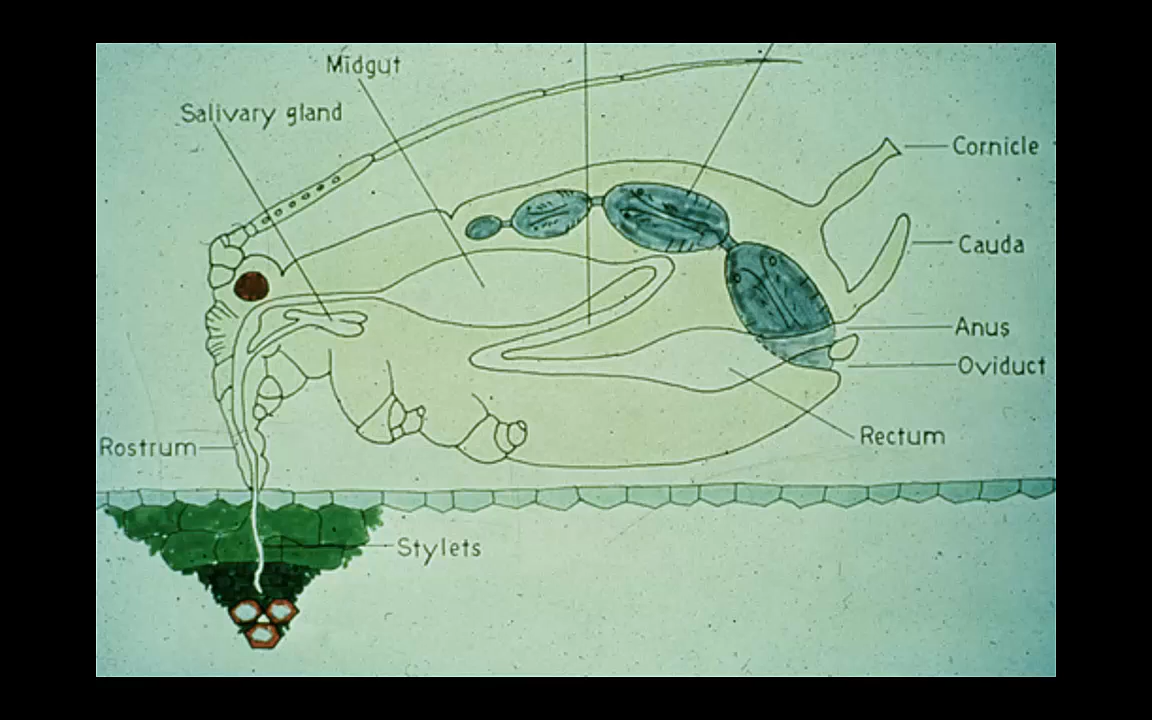 Midgut
Salivary gland
Cornicle
Cauda
Anus
Oviduct
Rectum
Rostrum
Stylets